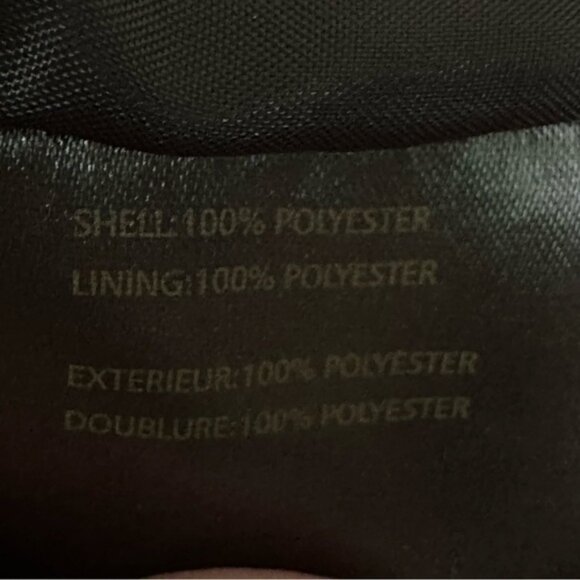 SHELL:100% POLYESTER
LINING:100% POLYESTER
EXTERIEUR:100% POLYESTER
DOUBLURE:100% POLYESTER